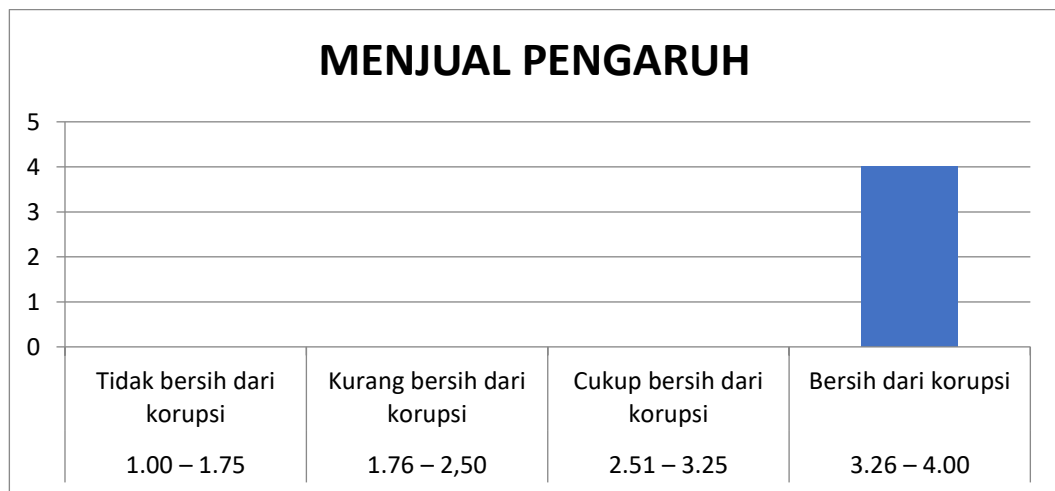 MENJUAL PENGARUH
5
4
3
2
1
0
Tidak bersih dari
korupsi
Kurang bersih dari
korupsi
Cukup bersih dari
korupsi
Bersih dari korupsi
1.00 – 1.75
1.76 – 2,50
2.51 – 3.25
3.26 – 4.00